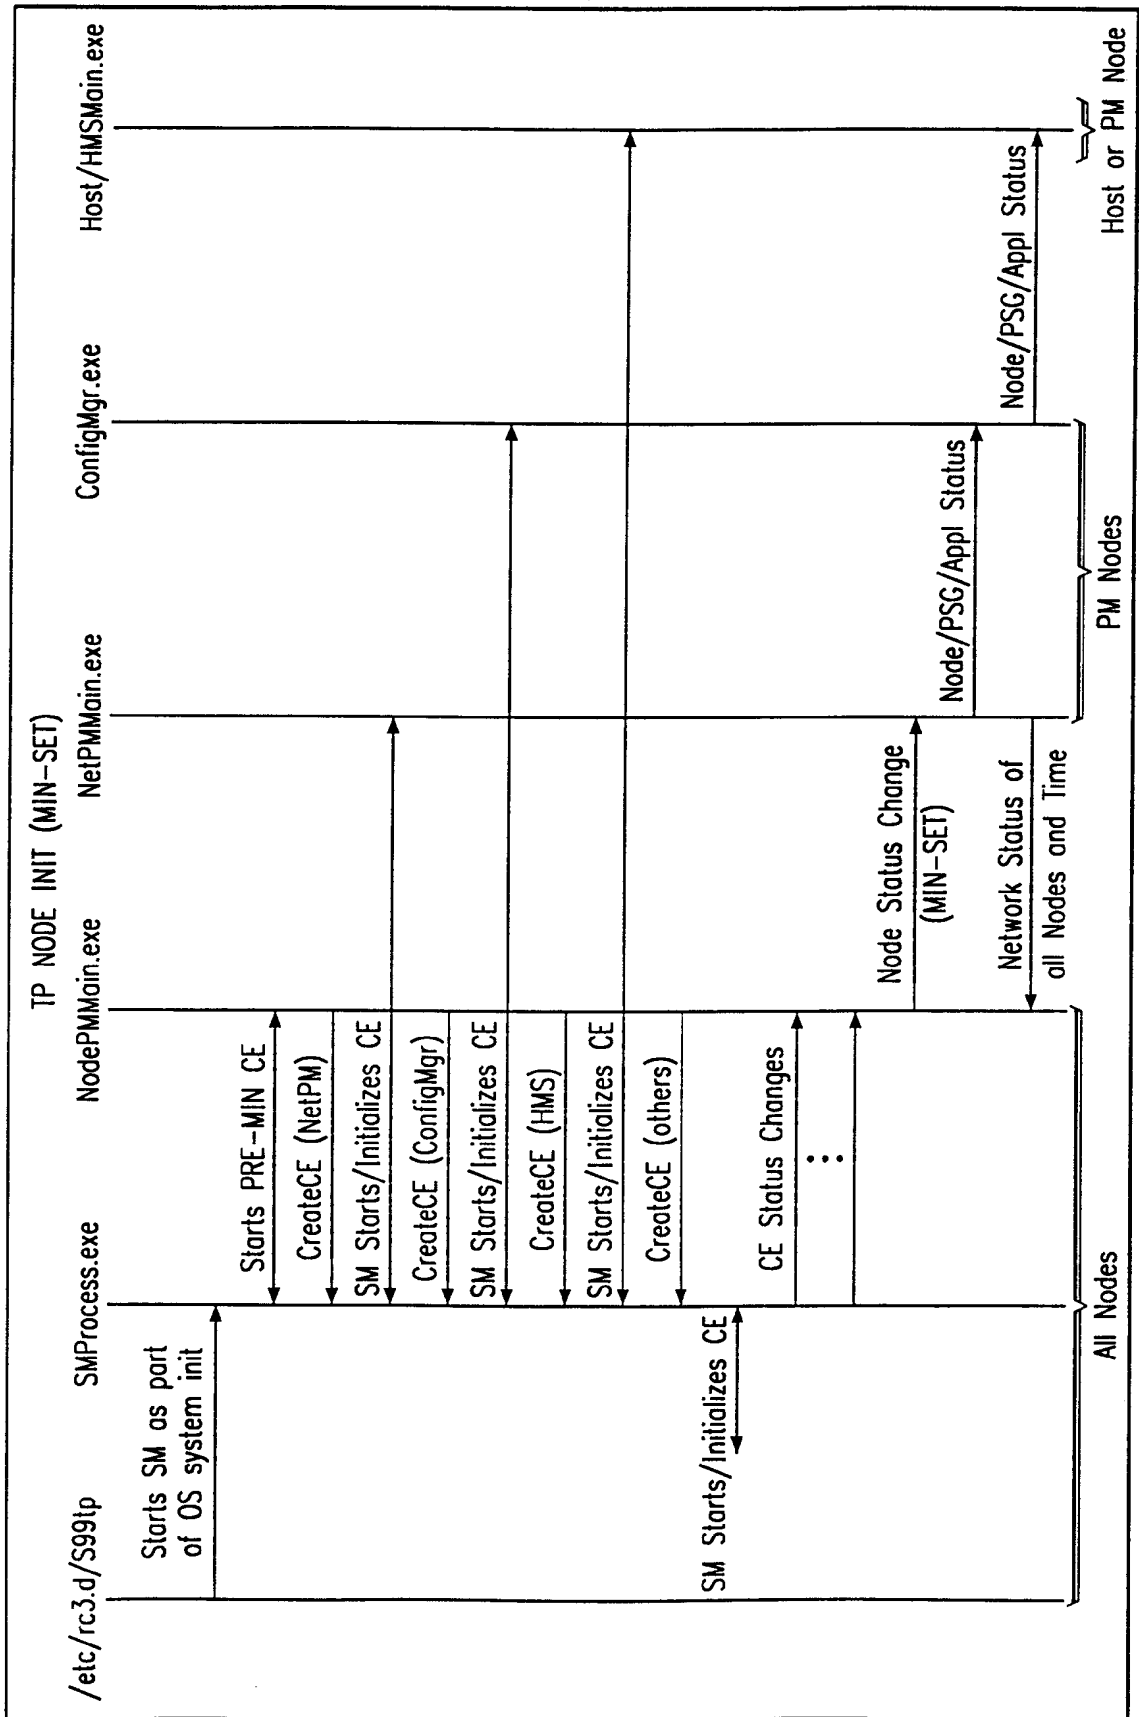 TP NODE INIT (MIN-SET)
/etc/rc3.d/S99tp
SMProcess.exe
NodePMMain.exe
NetPMMain.exe
ConfigMgr.exe
Host/HMSMain.exe
Starts SM as part
of OS system init
Starts PRE-MIN CE
CreateCE (NetPM)
SM Starts/Initializes CE
CreateCE (ConfigMgr)
SM Starts/Initializes CE
CreateCE (HMS)
SM Starts/Initializes CE
CreateCE (others)
SM Starts/Initializes CE
CE Status Changes
Node Status Change
(MIN-SET)
Node/PSG/Appl Status
Network Status of
all Nodes and Time
Node/PSG/Appl Status
All Nodes
PM Nodes
Host or PM Node